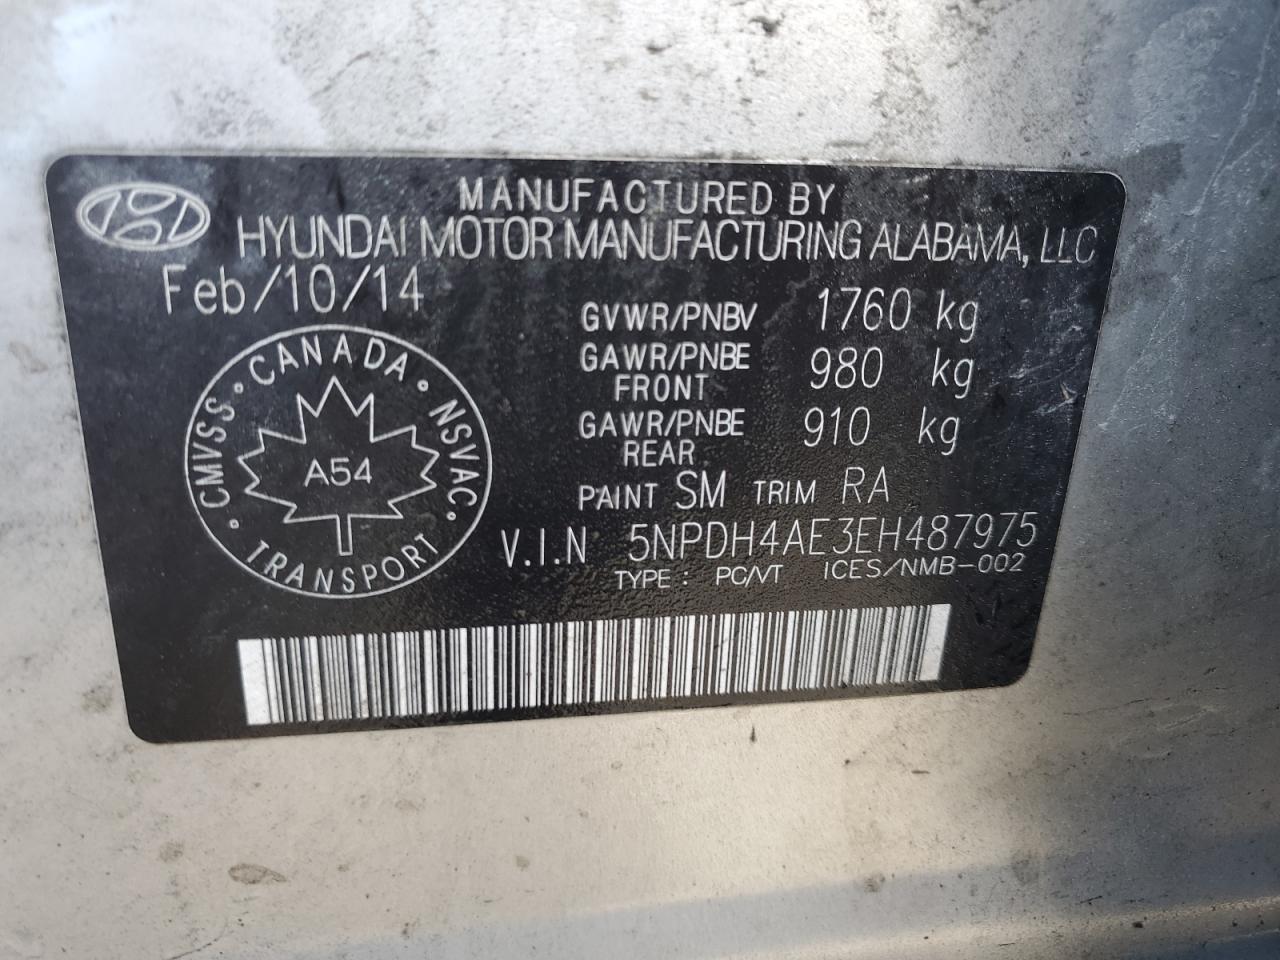 MANUFACTURED BY
HYUNDAI MOTOR MANUFACTURING ALABAMA, LLC
Feb/10/14
GVWR/PNBV 1760 kg
GAWR/PNBE FRONT 980 kg
GAWR/PNBE REAR 910 kg
PAINT SM TRIM RA
V.I.N 5NPDH4AE3EH487975
TYPE: PC/VT ICES/NMB-002
CANADA
CMVSS NSVAC
A54
TRANSPORT